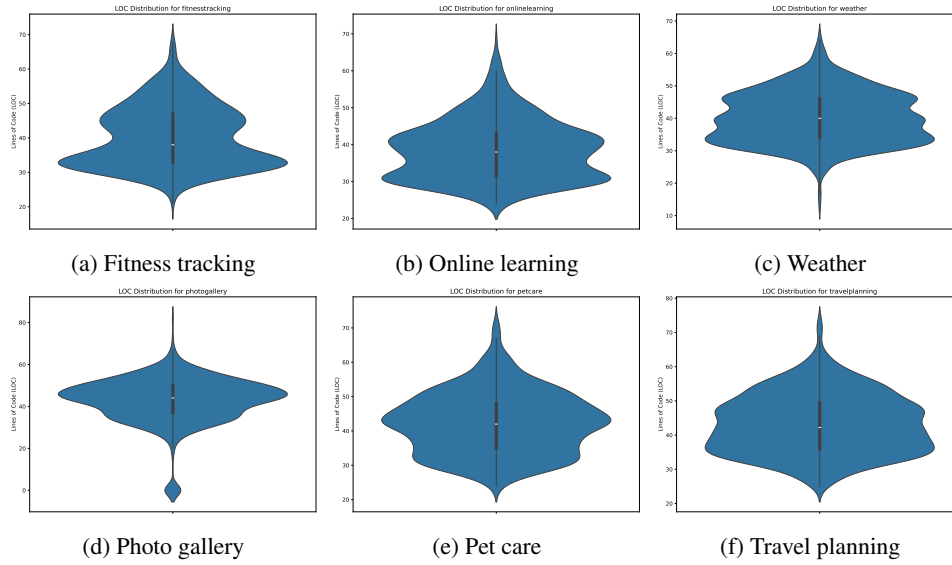 LOC Distribution for fitnesstracking
Lines of Code (LOC)
70
60
50
40
30
20
(a) Fitness tracking
LOC Distribution for onlinelearning
Lines of Code (LOC)
70
60
50
40
30
20
(b) Online learning
LOC Distribution for weather
Lines of Code (LOC)
70
60
50
40
30
20
10
(c) Weather
LOC Distribution for photogallery
Lines of Code (LOC)
80
60
40
20
0
(d) Photo gallery
LOC Distribution for petcare
Lines of Code (LOC)
70
60
50
40
30
20
(e) Pet care
LOC Distribution for travelplanning
Lines of Code (LOC)
80
70
60
50
40
30
20
(f) Travel planning